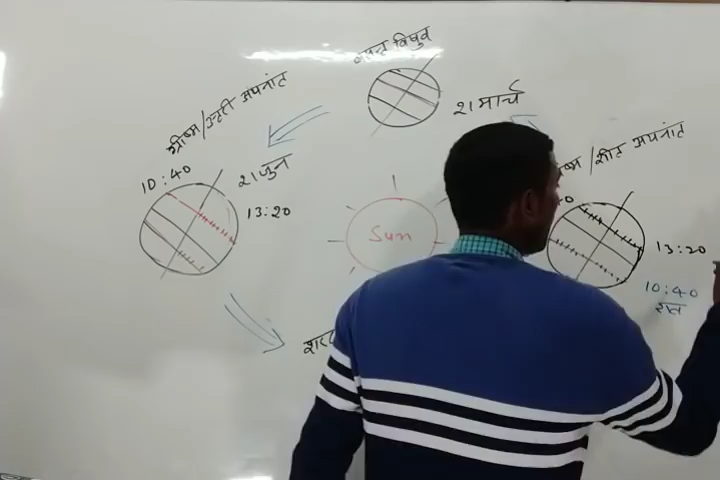 विषुव
21 मार्च
ग्रीष्म/उत्तरी अयनांत
21 जून
10:40
13:20
Sun
/शीत अयनांत
13:20
10:40
रात